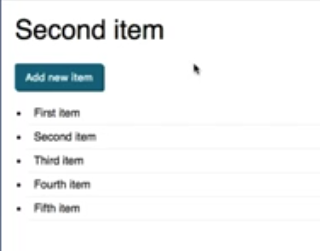 Second item
Add new item
First item
Second item
Third item
Fourth item
Fifth item